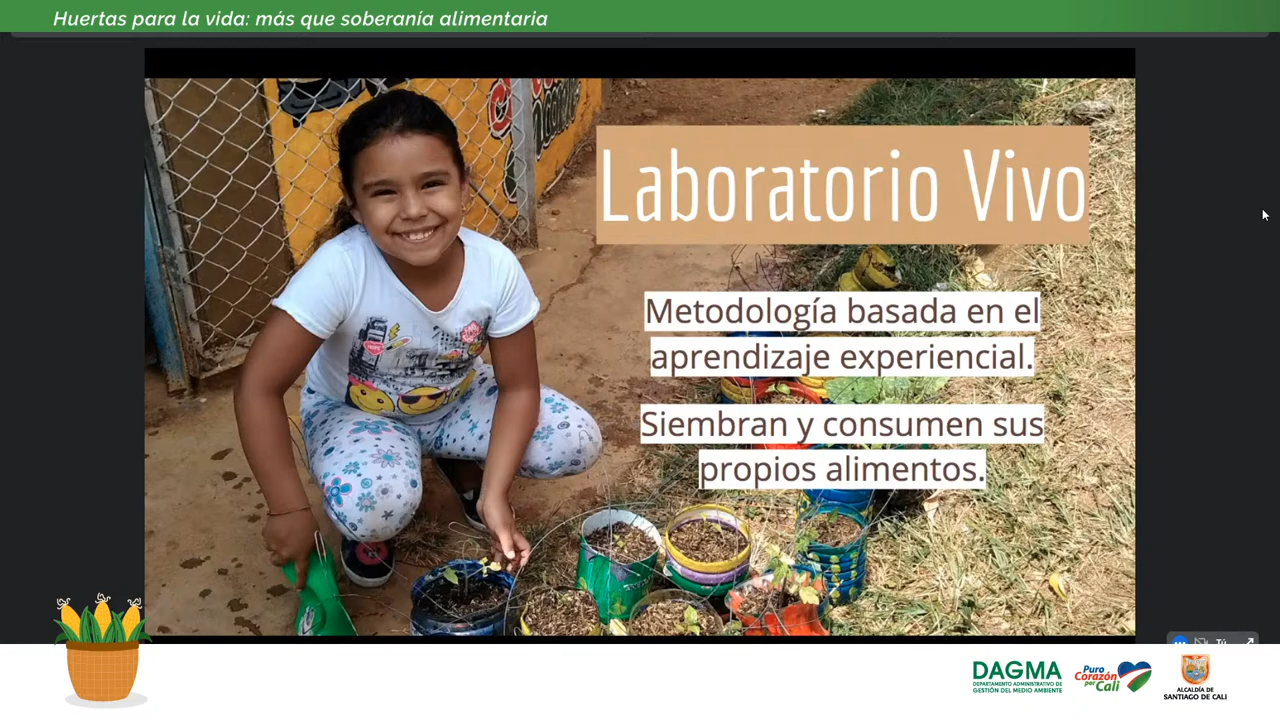 Huertas para la vida: más que soberanía alimentaria
Laboratorio Vivo
Metodología basada en el
aprendizaje experiencial.
Siembran y consumen sus
propios alimentos.
Tú
DAGMA
DEPARTAMENTO ADMINISTRATIVO DE
GESTIÓN DEL MEDIO AMBIENTE
Puro
Corazón
por
Cali
ALCALDÍA DE
SANTIAGO DE CALI